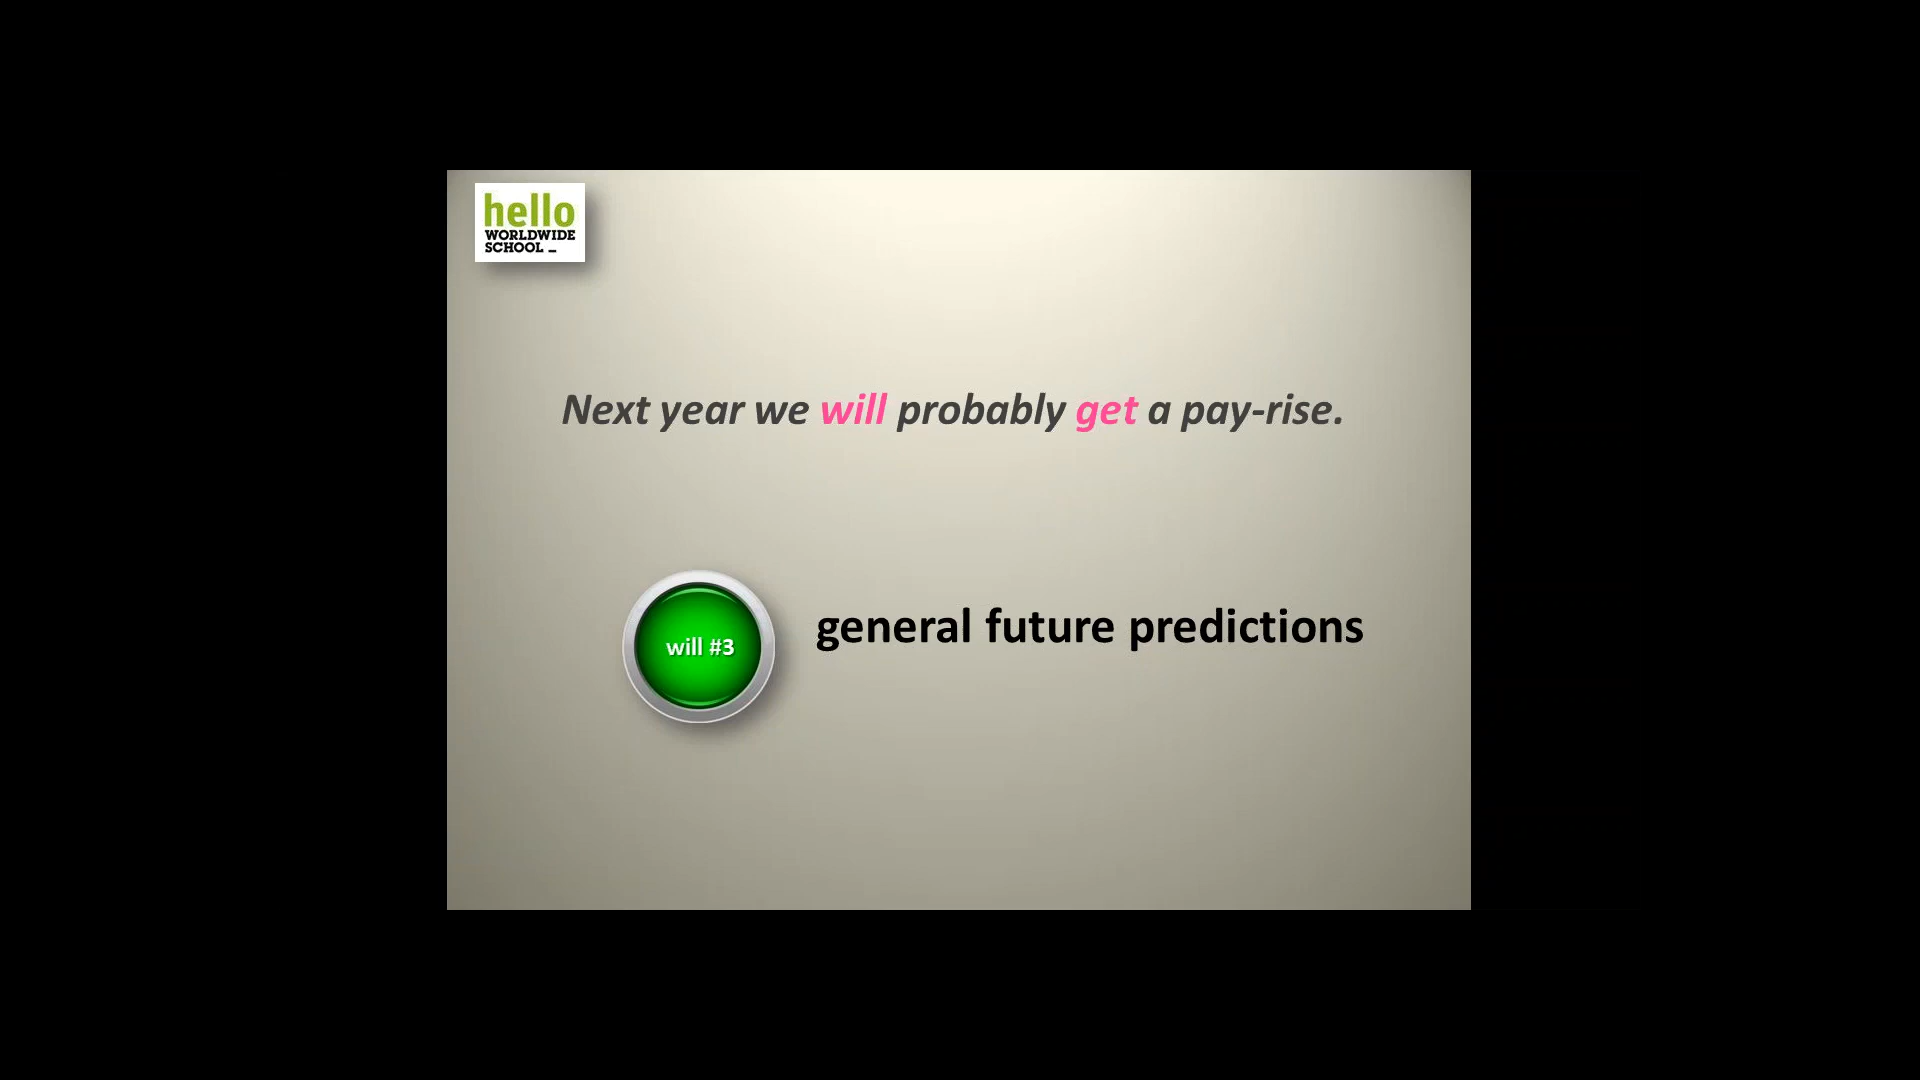 hello
WORLDWIDE
SCHOOL _
Next year we will probably get a pay-rise.
will #3
general future predictions